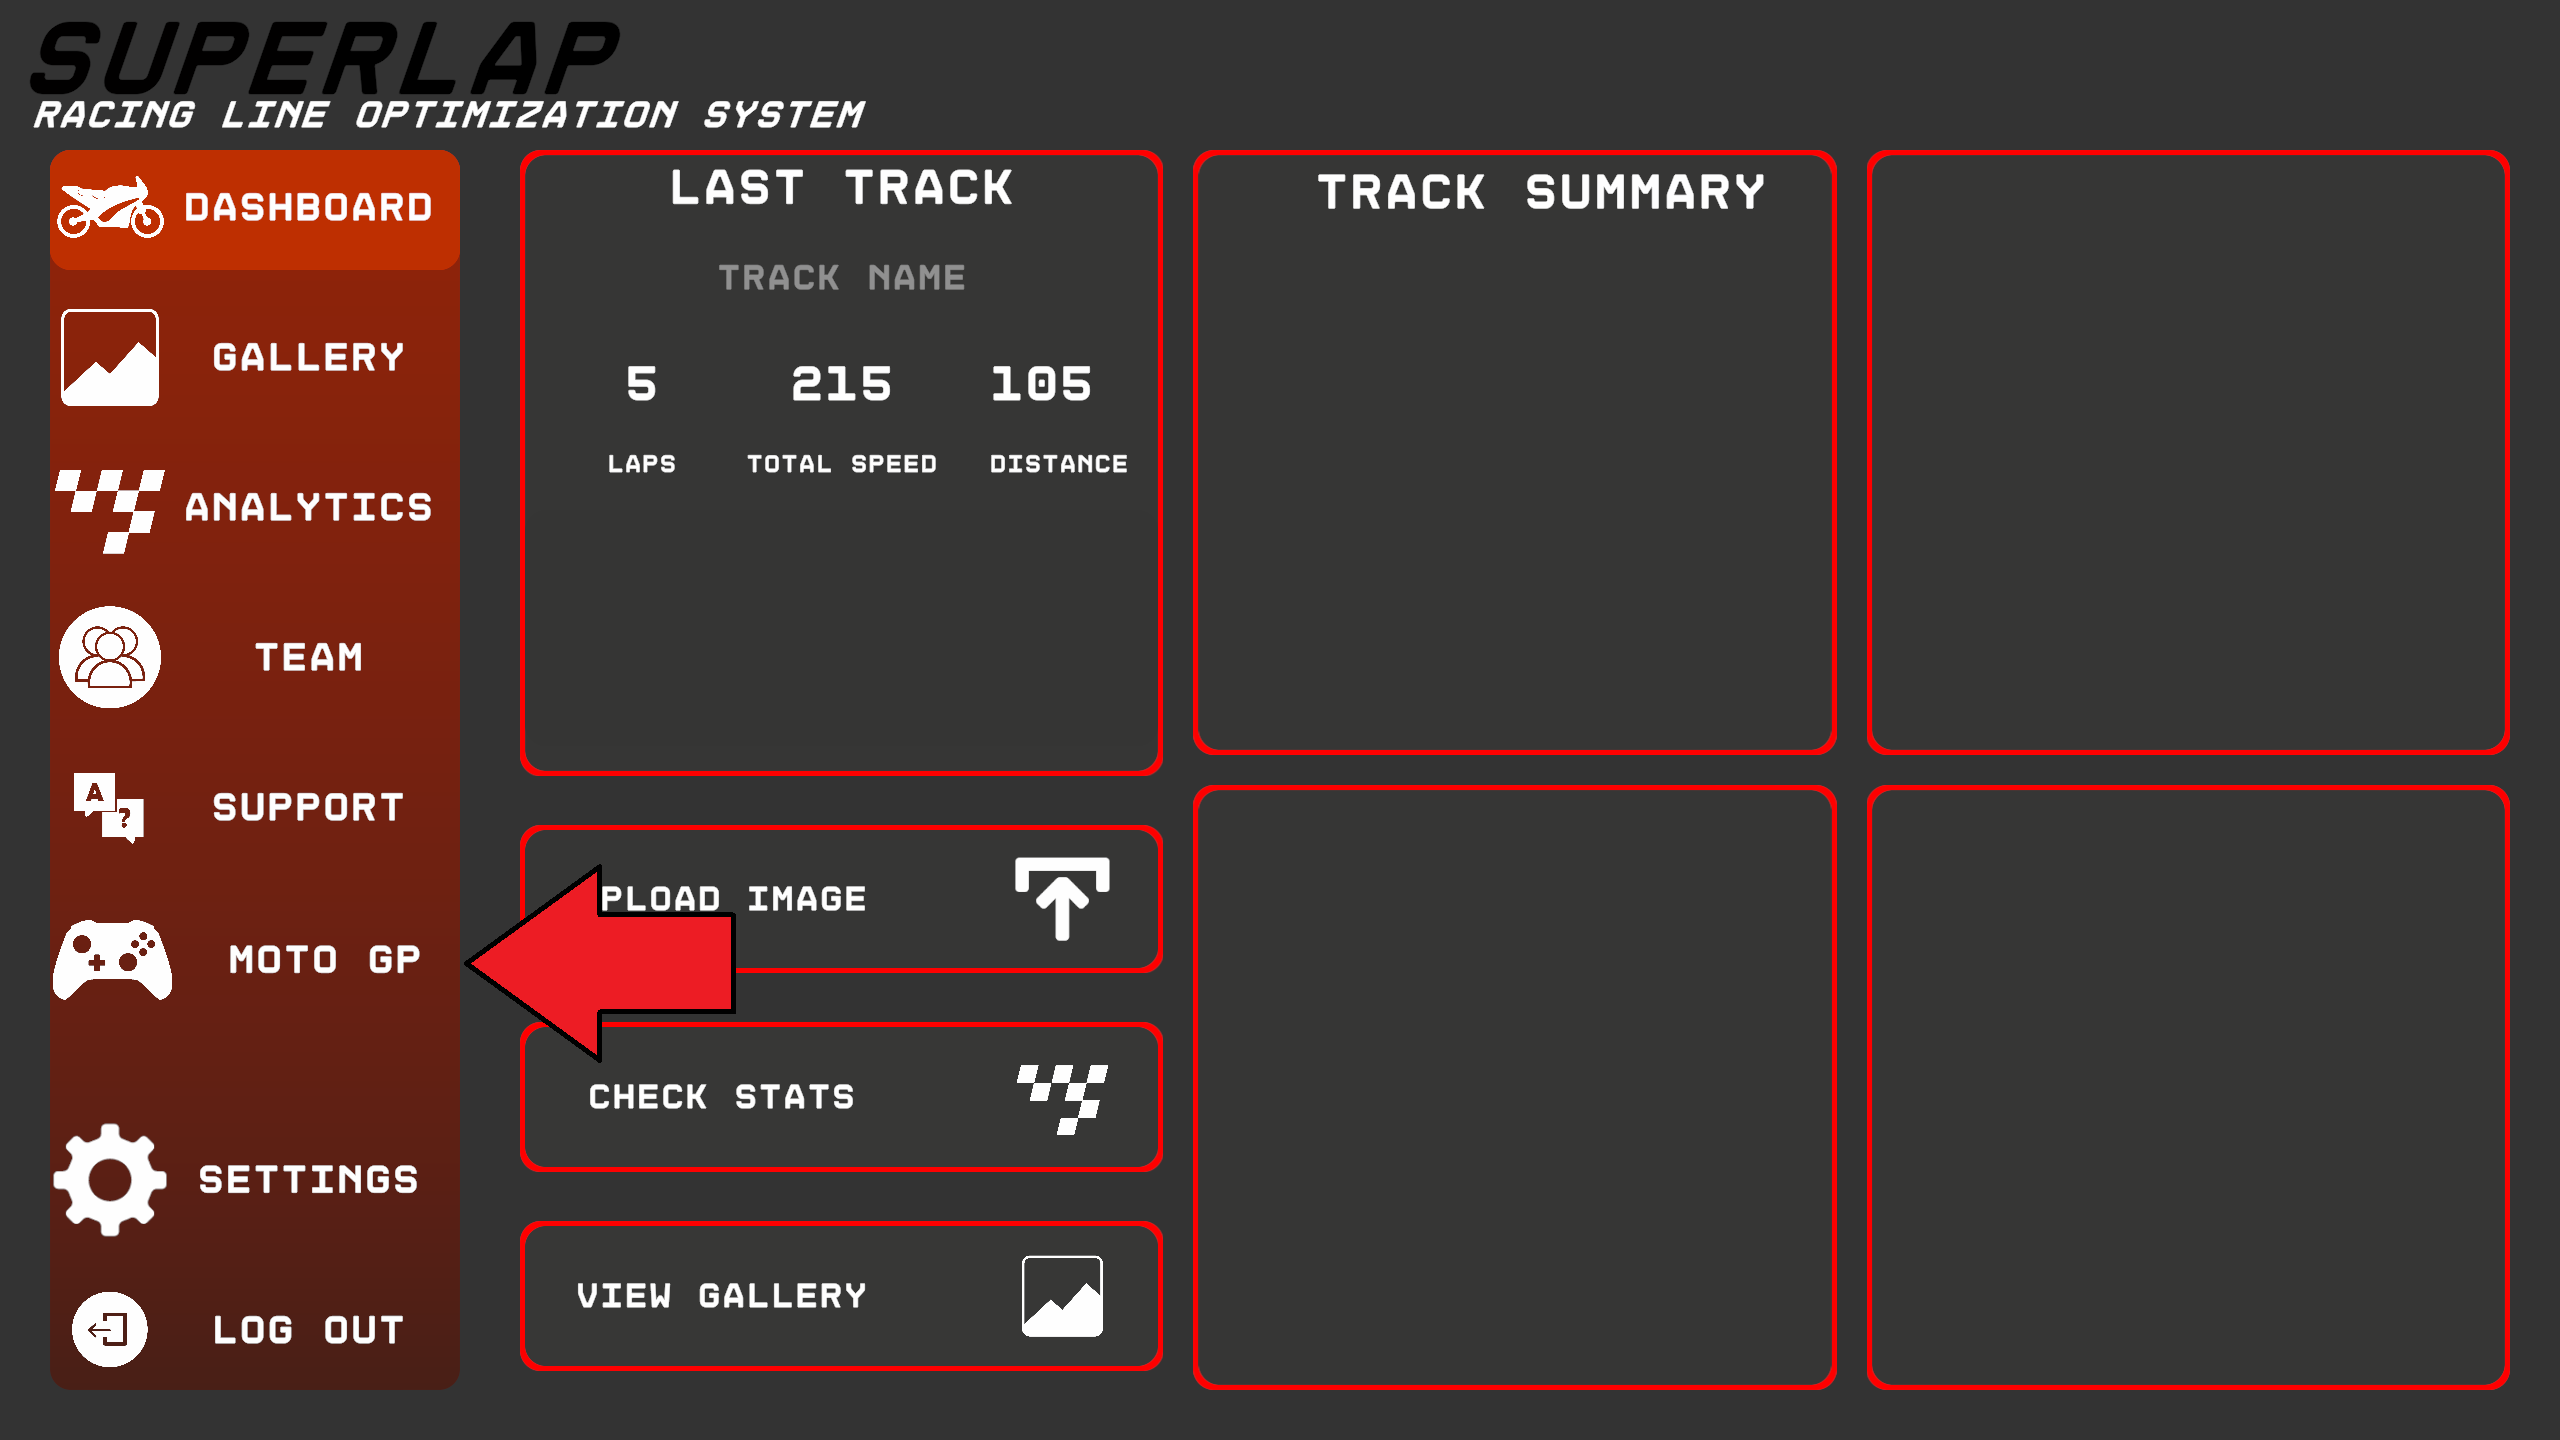 SUPERLAP
RACING LINE OPTIMIZATION SYSTEM
DASHBOARD
GALLERY
ANALYTICS
TEAM
SUPPORT
A
?
MOTO GP
SETTINGS
LOG OUT
LAST TRACK
TRACK NAME
5 215 105
LAPS TOTAL SPEED DISTANCE
PLOAD IMAGE
CHECK STATS
VIEW GALLERY
TRACK SUMMARY